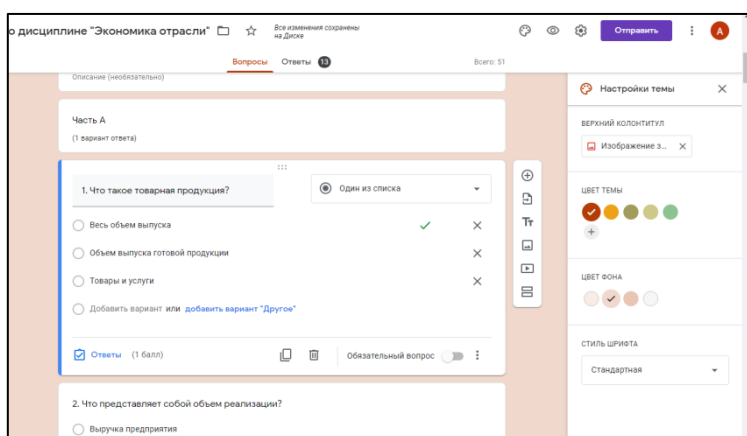 о дисциплине "Экономика отрасли"
Все изменения сохранены
на Диске
Отправить
А
Вопросы Ответы 13
Всего: 51
Описание (необязательно)
Настройки темы
Часть А
(1 вариант ответа)
ВЕРХНИЙ КОЛОНТИТУЛ
Изображение з...
1. Что такое товарная продукция?
Один из списка
Весь объем выпуска
Объем выпуска готовой продукции
Товары и услуги
Добавить вариант или добавить вариант "Другое"
Ответы (1 балл)
Обязательный вопрос
Тт
ЦВЕТ ТЕМЫ
ЦВЕТ ФОНА
СТИЛЬ ШРИФТА
Стандартная
2. Что представляет собой объем реализации?
Выручка предприятия